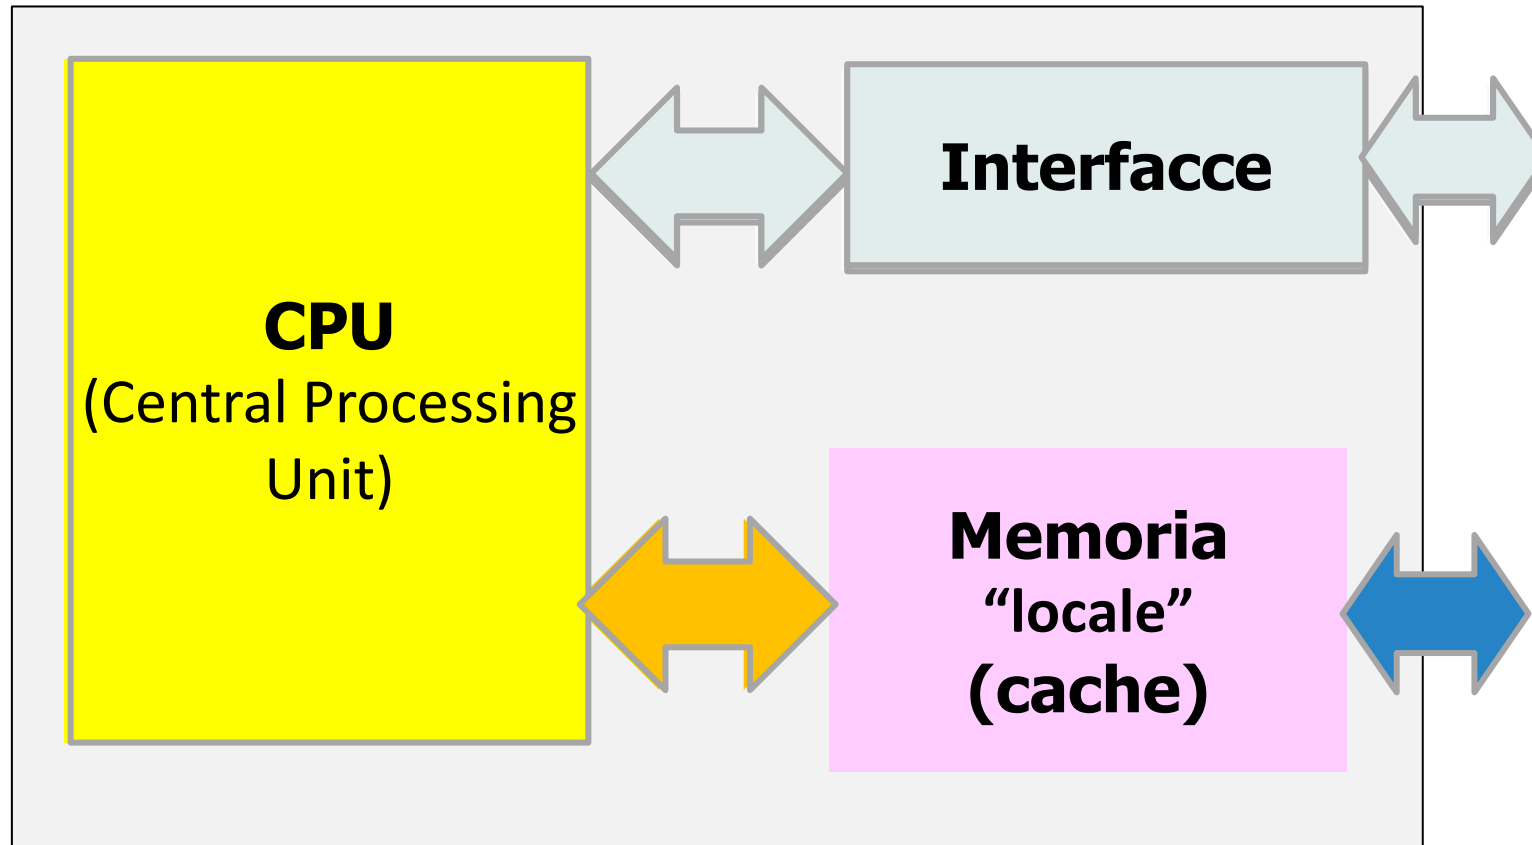 CPU
(Central Processing
Unit)
Interfacce
Memoria
“locale”
(cache)